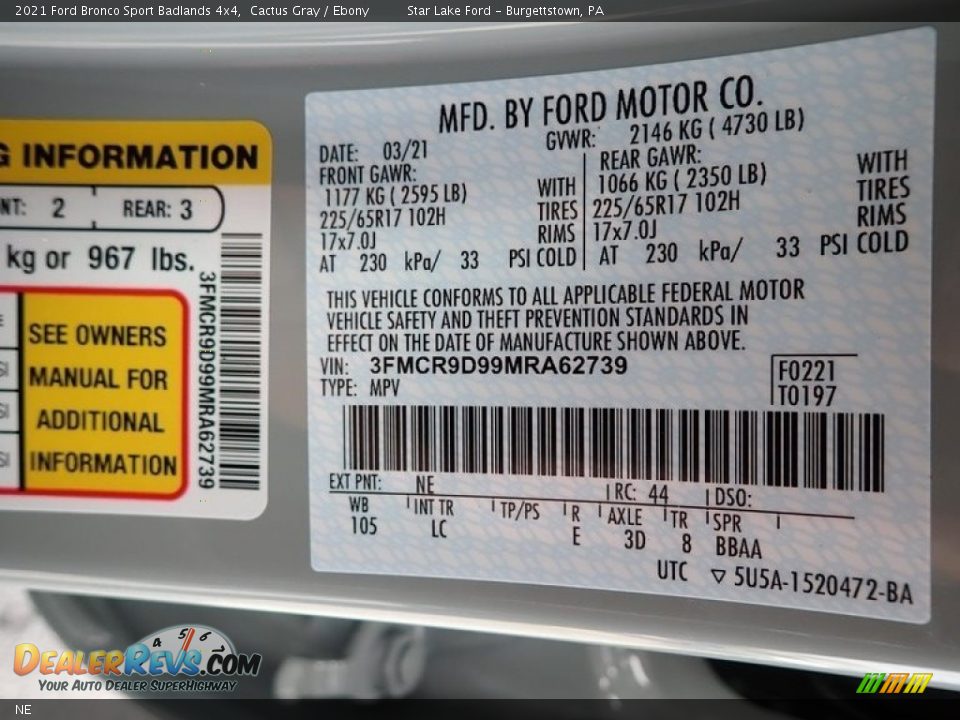 2021 Ford Bronco Sport Badlands 4x4, Cactus Gray / Ebony Star Lake Ford - Burgettstown, PA
G INFORMATION
NT: 2 REAR: 3
kg or 967 lbs.
SEE OWNERS
MANUAL FOR
ADDITIONAL
INFORMATION
3FMCR9D99MRA62739
MFD. BY FORD MOTOR CO.
DATE: 03/21 GVWR: 2146 KG ( 4730 LB)
FRONT GAWR: REAR GAWR:
1177 KG ( 2595 LB) WITH 1066 KG ( 2350 LB) WITH
225/65R17 102H TIRES 225/65R17 102H TIRES
17x7.0J RIMS 17x7.0J RIMS
AT 230 kPa/ 33 PSI COLD AT 230 kPa/ 33 PSI COLD
THIS VEHICLE CONFORMS TO ALL APPLICABLE FEDERAL MOTOR
VEHICLE SAFETY AND THEFT PREVENTION STANDARDS IN
EFFECT ON THE DATE OF MANUFACTURE SHOWN ABOVE.
VIN: 3FMCR9D99MRA62739
TYPE: MPV
F0221
T0197
EXT PNT: NE RC: 44 DSO:
WB INT TR TP/PS R AXLE TR SPR
105 LC E 3D 8 BBAA
UTC ▽ 5U5A-1520472-BA
4 5 6
DEALERREVS.COM
YOUR AUTO DEALER SUPERHIGHWAY
NE